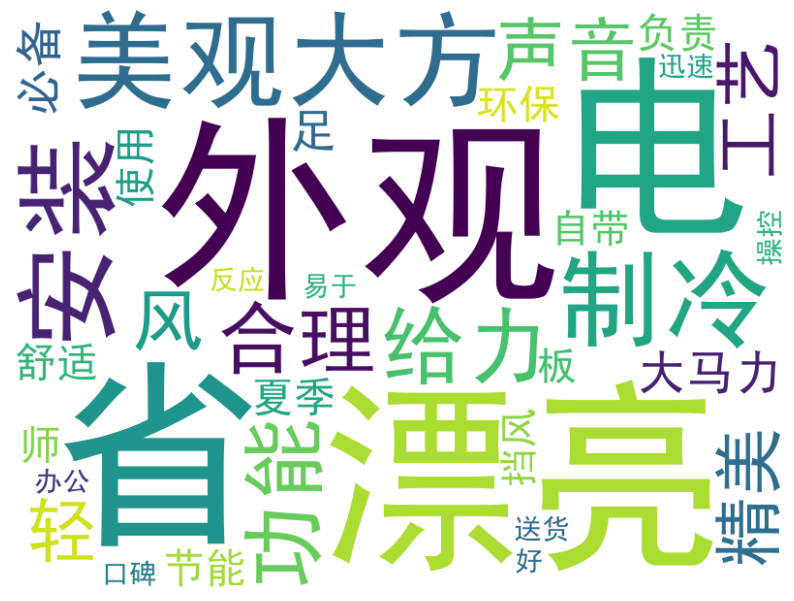 必备
美观大方
声音
负责
迅速
工艺
环保
足
使用
安装
外观
电
自带
操控
反应
易于
制冷
风
合理
给力
舒适
板
大马力
夏季
省
漂亮
师
功能
挡风
精美
办公
轻
送货
好
口碑
节能